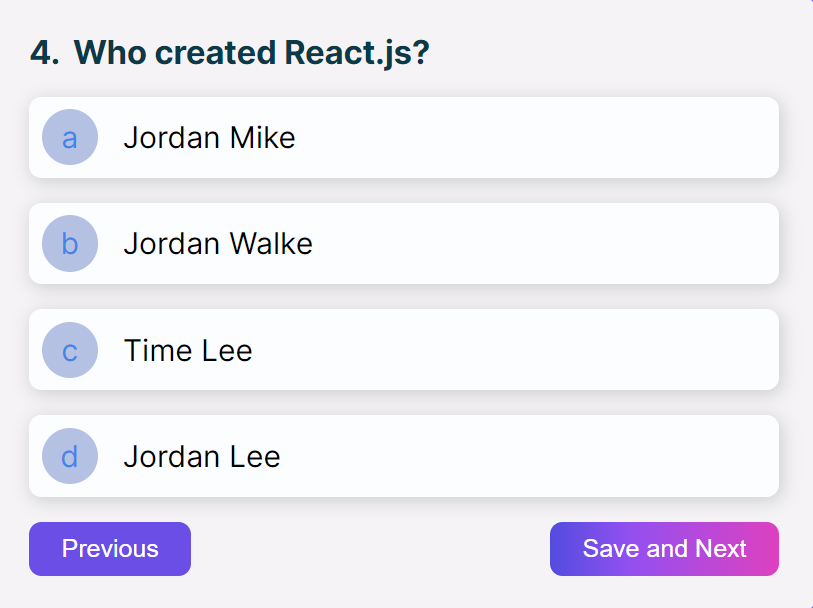 4. Who created React.js?
a Jordan Mike
b Jordan Walke
c Time Lee
d Jordan Lee
Previous Save and Next